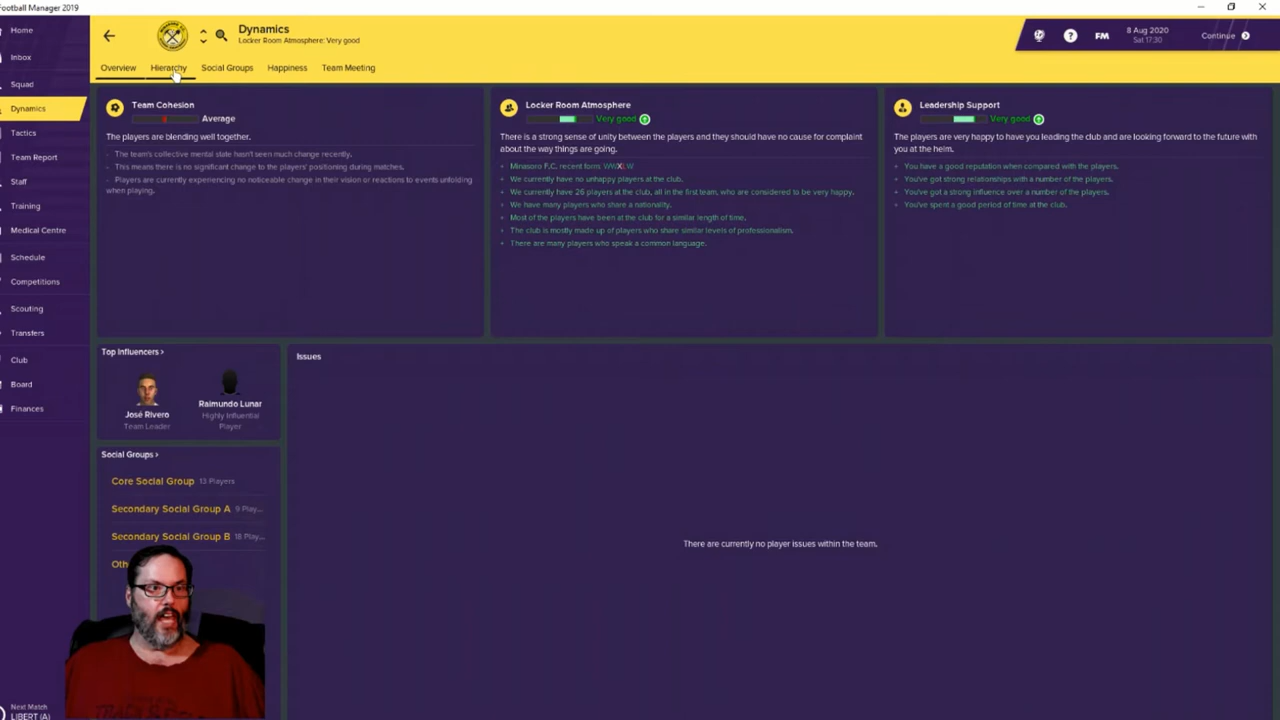 Football Manager 2019
Home
Inbox
Squad
Dynamics
Tactics
Team Report
Staff
Training
Medical Centre
Schedule
Competitions
Scouting
Transfers
Club
Board
Finances
Next Match
LIBERT (A)
Dynamics
Locker Room Atmosphere: Very good
FM
8 Aug 2020
Sat 17:30
Continue
Overview
Hierarchy
Social Groups
Happiness
Team Meeting
Team Cohesion
Average
The players are blending well together.
- The team's collective mental state hasn't seen much change recently.
- This means there is no significant change to the players' positioning during matches.
- Players are currently experiencing no noticeable change in their vision or reactions to events unfolding
when playing.
Locker Room Atmosphere
Very good
There is a strong sense of unity between the players and they should have no cause for complaint
about the way things are going.
+ Minasoro F.C. recent form:
+ We currently have no unhappy players at the club.
+ We currently have 26 players at the club, all in the first team, who are considered to be very happy.
+ We have many players who share a nationality.
+ Most of the players have been at the club for a similar length of time.
+ The club is mostly made up of players who share similar levels of professionalism.
+ There are many players who speak a common language.
Leadership Support
Very good
The players are very happy to have you leading the club and are looking forward to the future with
you at the helm.
+ You have a good reputation when compared with the players.
+ You've got strong relationships with a number of the players.
+ You've got a strong influence over a number of the players.
+ You've spent a good period of time at the club.
Top Influencers >
José Rivero
Team Leader
Raimundo Lunar
Highly Influential
Player
Social Groups >
Core Social Group 13 Players
Secondary Social Group A 9 Play...
Secondary Social Group B 18 Play...
Issues
There are currently no player issues within the team.